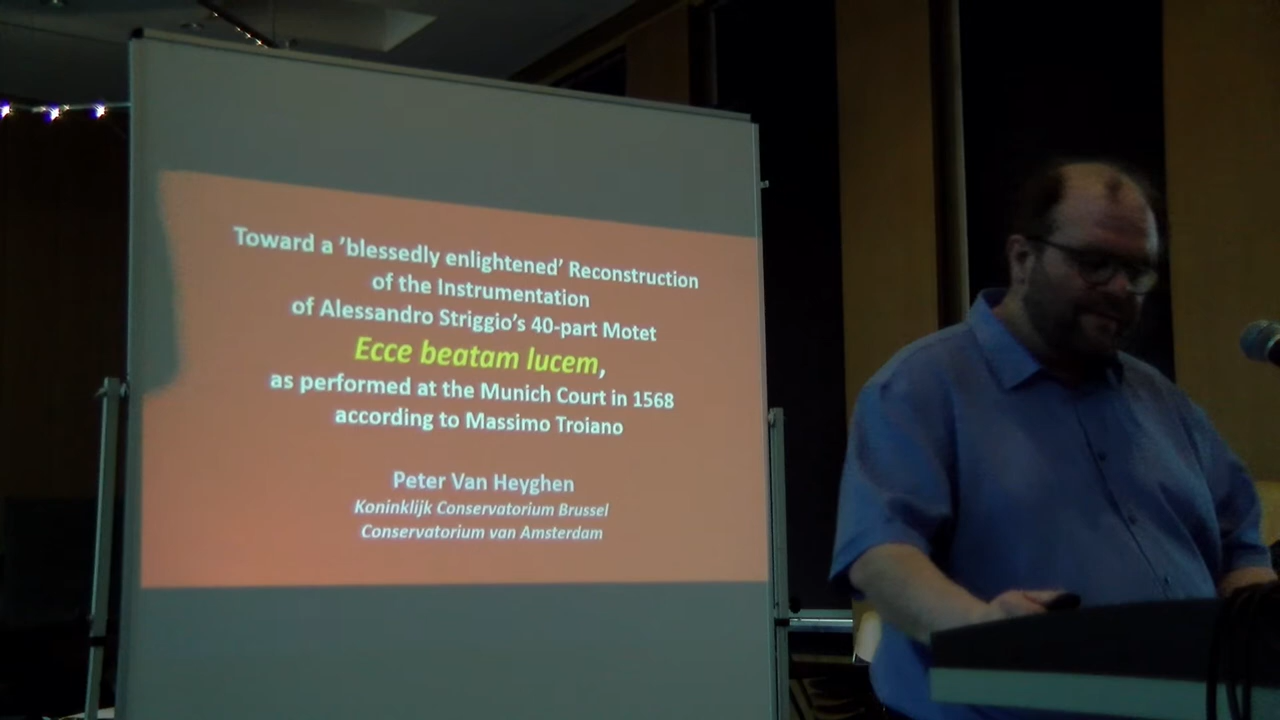 Toward a ’blessedly enlightened’ Reconstruction
of the Instrumentation
of Alessandro Striggio’s 40-part Motet
Ecce beatam lucem,
as performed at the Munich Court in 1568
according to Massimo Troiano
Peter Van Heyghen
Koninklijk Conservatorium Brussel
Conservatorium van Amsterdam